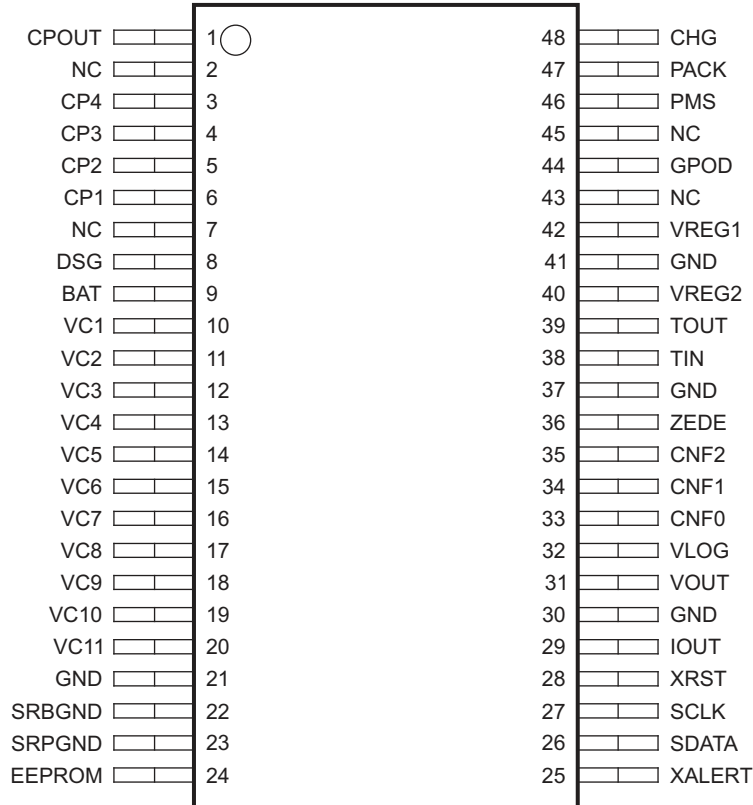 CPOUT 1 48 CHG
NC 2 47 PACK
CP4 3 46 PMS
CP3 4 45 NC
CP2 5 44 GPOD
CP1 6 43 NC
NC 7 42 VREG1
DSG 8 41 GND
BAT 9 40 VREG2
VC1 10 39 TOUT
VC2 11 38 TIN
VC3 12 37 GND
VC4 13 36 ZEDE
VC5 14 35 CNF2
VC6 15 34 CNF1
VC7 16 33 CNF0
VC8 17 32 VLOG
VC9 18 31 VOUT
VC10 19 30 GND
VC11 20 29 IOUT
GND 21 28 XRST
SRBGND 22 27 SCLK
SRPGND 23 26 SDATA
EEPROM 24 25 XALERT